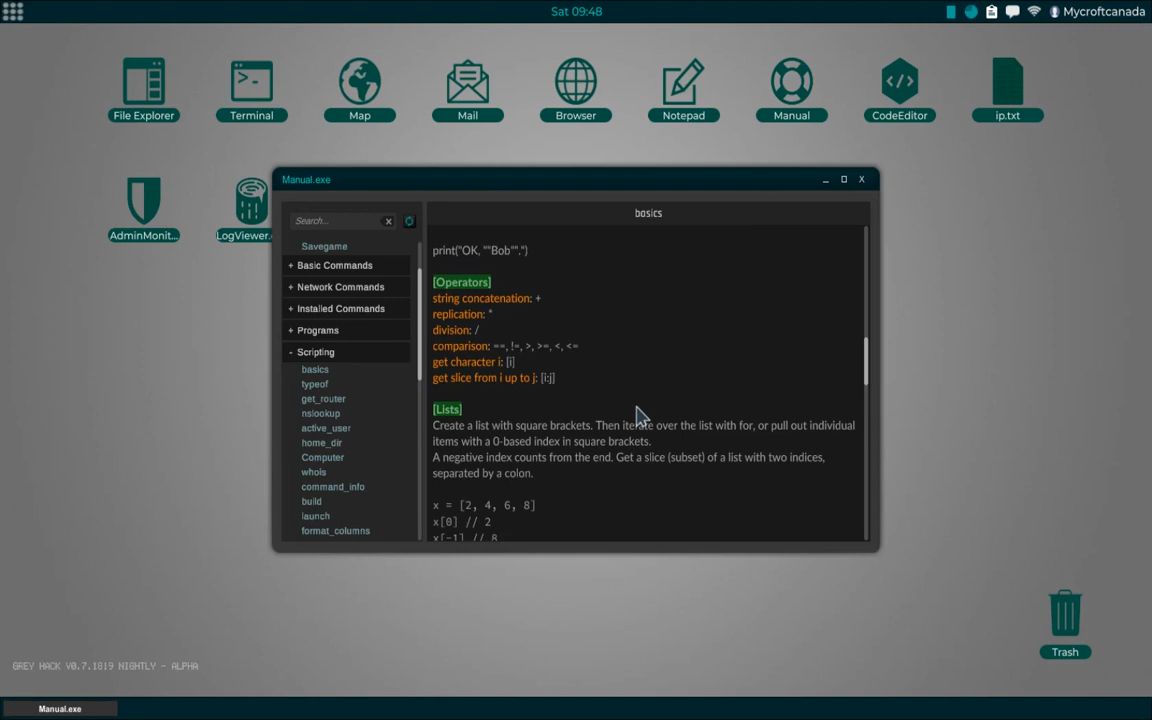 Sat 09:48
Mycroftcanada
File Explorer
Terminal
Map
Mail
Browser
Notepad
Manual
CodeEditor
ip.txt
AdminMonit...
LogViewer.
Manual.exe
_
X
Search...
Savegame
+ Basic Commands
+ Network Commands
+ Installed Commands
+ Programs
- Scripting
basics
typeof
get_router
nslookup
active_user
home_dir
Computer
whois
command_info
build
launch
format_columns
basics
print("OK, ""Bob"".")
[Operators]
string concatenation: +
replication: *
division: /
comparison: ==, !=, >, >=, <, <=
get character i: [i]
get slice from i up to j: [i:j]
[Lists]
Create a list with square brackets. Then iterate over the list with for, or pull out individual
items with a 0-based index in square brackets.
A negative index counts from the end. Get a slice (subset) of a list with two indices,
separated by a colon.
x = [2, 4, 6, 8]
x[0] // 2
x[-1] // 8
Trash
GREY HACK V0.7.1819 NIGHTLY - ALPHA
Manual.exe